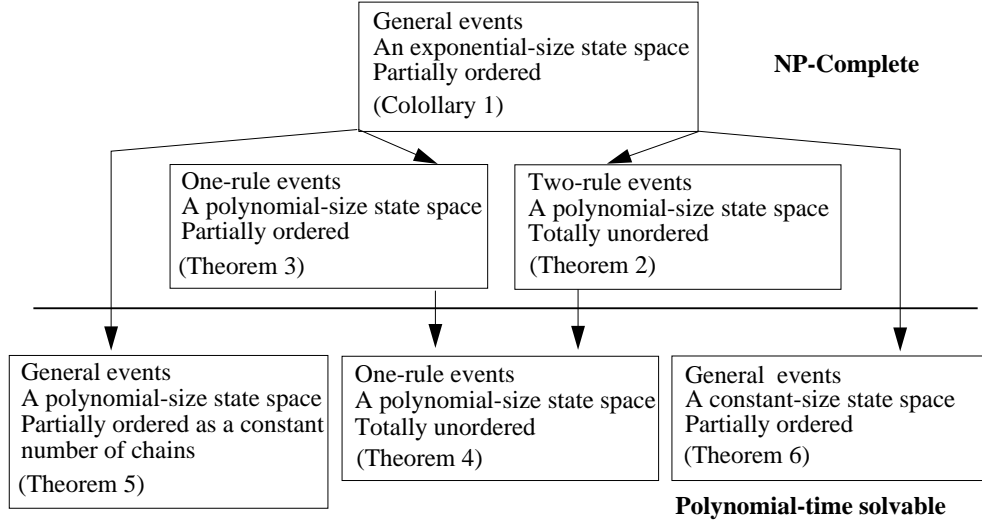 General events
An exponential-size state space
Partially ordered
(Colollary 1)
NP-Complete
One-rule events
A polynomial-size state space
Partially ordered
(Theorem 3)
Two-rule events
A polynomial-size state space
Totally unordered
(Theorem 2)
General events
A polynomial-size state space
Partially ordered as a constant
number of chains
(Theorem 5)
One-rule events
A polynomial-size state space
Totally unordered
(Theorem 4)
General events
A constant-size state space
Partially ordered
(Theorem 6)
Polynomial-time solvable